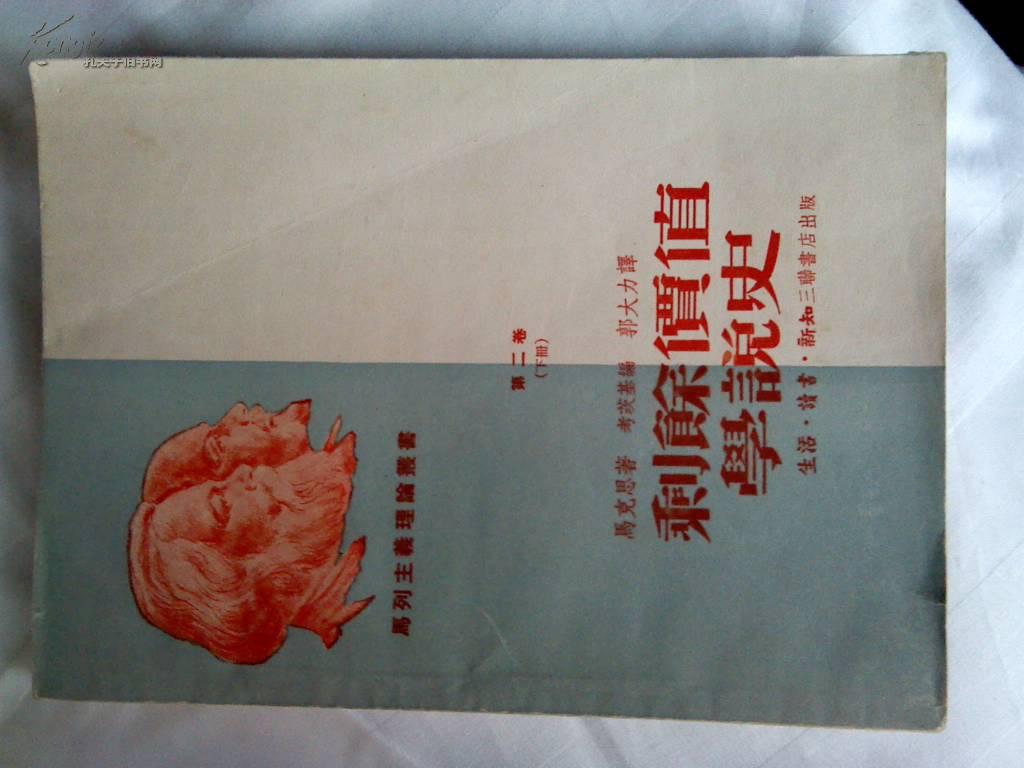 馬列主義理論叢書
第二卷
(下冊)
馬克思著 考茨基編 郭大力譯
剩餘價值
學說史
生活·讀書·新知三聯書店出版
孔夫子旧书网